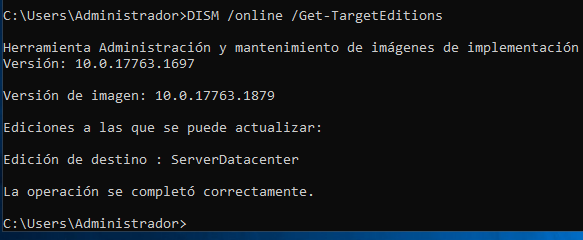 C:\Users\Administrador>DISM /online /Get-TargetEditions
Herramienta Administración y mantenimiento de imágenes de implementación
Versión: 10.0.17763.1697
Versión de imagen: 10.0.17763.1879
Ediciones a las que se puede actualizar:
Edición de destino : ServerDatacenter
La operación se completó correctamente.
C:\Users\Administrador>